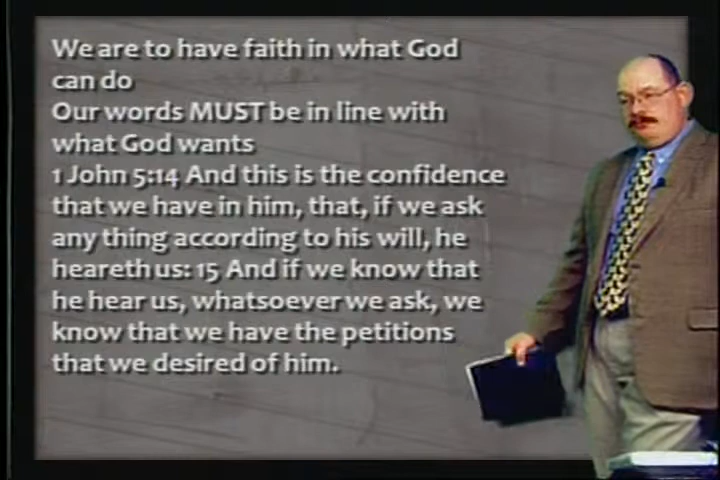 We are to have faith in what God
can do
Our words MUST be in line with
what God wants
1 John 5:14 And this is the confidence
that we have in him, that, if we ask
any thing according to his will, he
heareth us: 15 And if we know that
he hear us, whatsoever we ask, we
know that we have the petitions
that we desired of him.